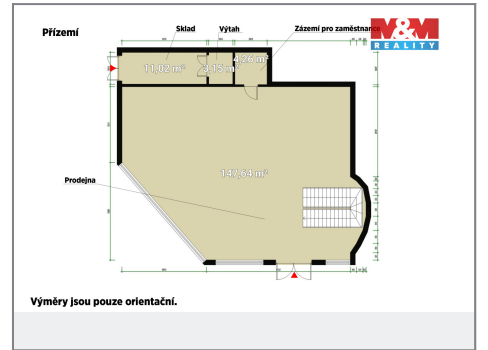 Přízemí
Sklad
Výtah
Zázemí pro zaměstnance
M&M
REALITY
11,02 m²
3,15 m²
4,26 m²
147,64 m²
Prodejna
Výměry jsou pouze orientační.